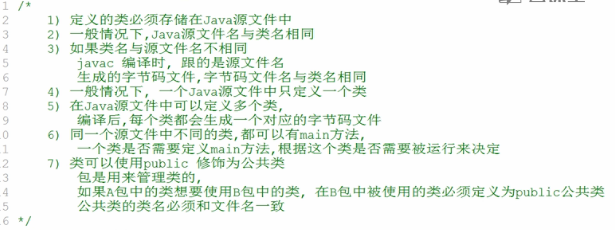 1 /*
2 1) 定义的类必须存储在Java源文件中
3 2) 一般情况下,Java源文件名与类名相同
4 3) 如果类名与源文件名不相同
5 javac 编译时, 跟的是源文件名
6 生成的字节码文件,字节码文件名与类名相同
7 4) 一般情况下, 一个Java源文件中只定义一个类
8 5) 在Java源文件中可以定义多个类,
9 编译后,每个类都会生成一个对应的字节码文件
10 6) 同一个源文件中不同的类,都可以有main方法,
11 一个类是否需要定义main方法,根据这个类是否需要被运行来决定
12 7) 类可以使用public 修饰为公共类
13 包是用来管理类的,
14 如果A包中的类想要使用B包中的类, 在B包中被使用的类必须定义为public公共类
15 公共类的类名必须和文件名一致
16 */